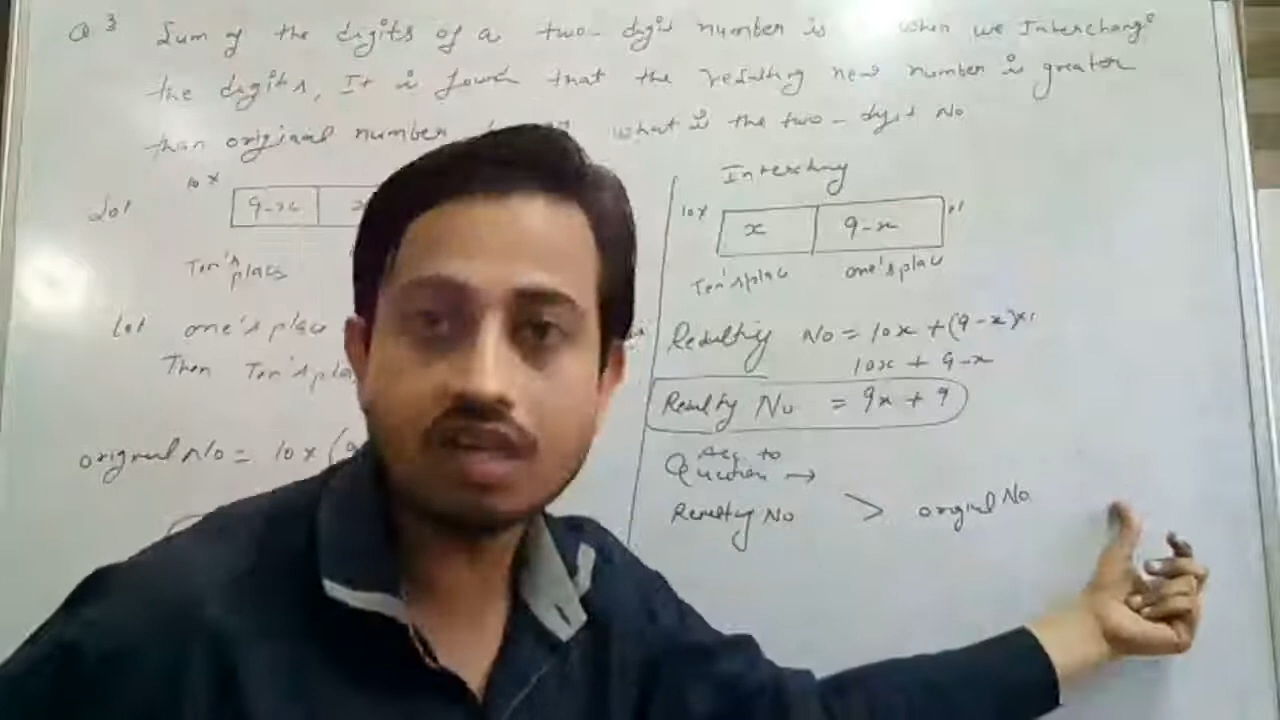 Q 3 Sum of the digits of a two-digit number is when we Interchange
the digits, It is found that the resulting new number is greater
than original number what is the two-digit No
Sol
10x 9-x
Ten's place
Let one's place
Then Ten's place
original No = 10x(9
Interchang
10x x 9-x x1
Ten's place one's place
Resulting No = 10x + (9-x)x1
10x + 9-x
Resulty No = 9x + 9
Acc to
Question →
Resulting No > original No